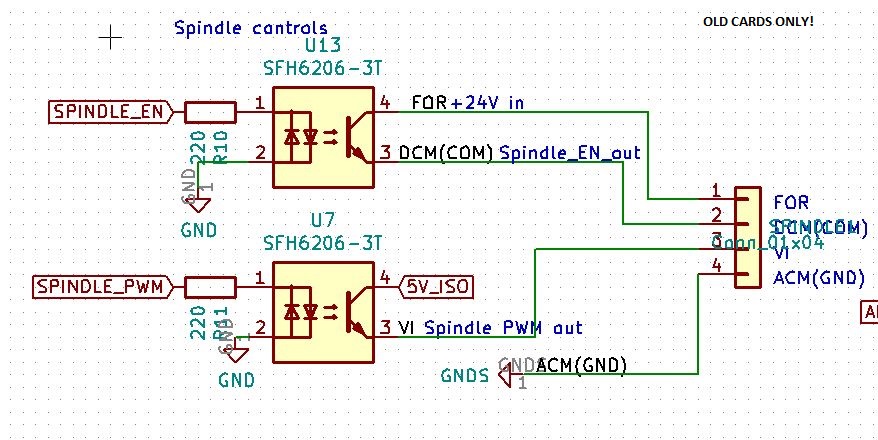 OLD CARDS ONLY!
Spindle controls
U13
SFH6206-3T
SPINDLE_EN
1
4
FOR +24V in
220
R10
2
3
DCM(COM) Spindle_EN_out
GND
1
GND
1
FOR
2
DCM(COM)
3
Conn_01x04
VI
4
ACM(GND)
U7
SFH6206-3T
SPINDLE_PWM
1
4
5V_ISO
220
2
3
VI Spindle PWM out
GND
1
GND
GNDS
GNDS
1
ACM(GND)